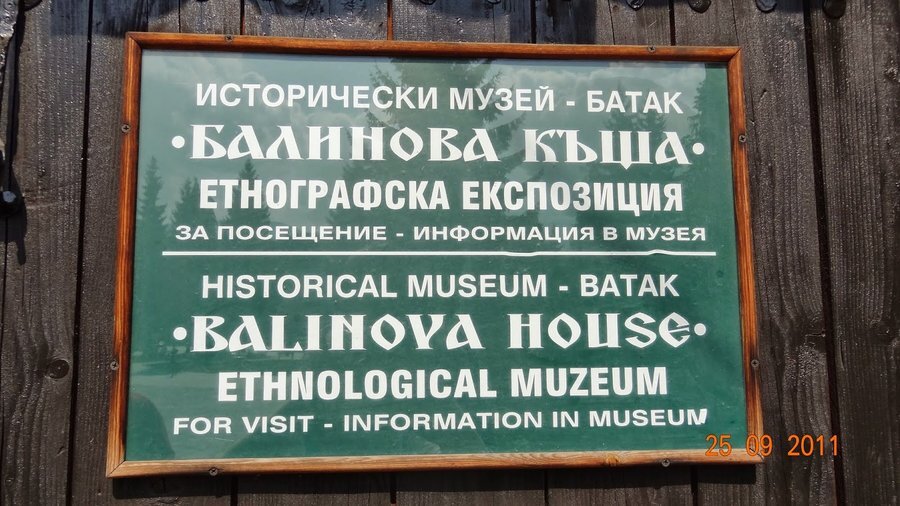 ИСТОРИЧЕСКИ МУЗЕЙ - БАТАК
•БАЛИНОВА КЪЩА•
ЕТНОГРАФСКА ЕКСПОЗИЦИЯ
ЗА ПОСЕЩЕНИЕ - ИНФОРМАЦИЯ В МУЗЕЯ
HISTORICAL MUSEUM - BATAK
•BALINOVA HOUSE•
ETHNOLOGICAL MUZEUM
FOR VISIT - INFORMATION IN MUSEUM
25 09 2011